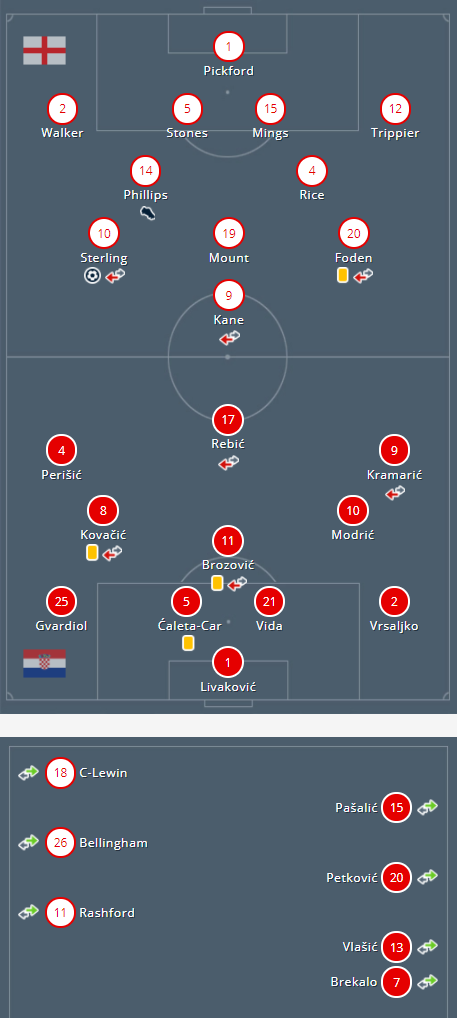 1
Pickford
2
Walker
5
Stones
15
Mings
12
Trippier
14
Phillips
4
Rice
10
Sterling
19
Mount
20
Foden
9
Kane
17
Rebić
4
Perišić
9
Kramarić
8
Kovačić
10
Modrić
11
Brozović
25
Gvardiol
5
Ćaleta-Car
21
Vida
2
Vrsaljko
1
Livaković
18 C-Lewin
Pašalić 15
26 Bellingham
Petković 20
11 Rashford
Vlašić 13
Brekalo 7